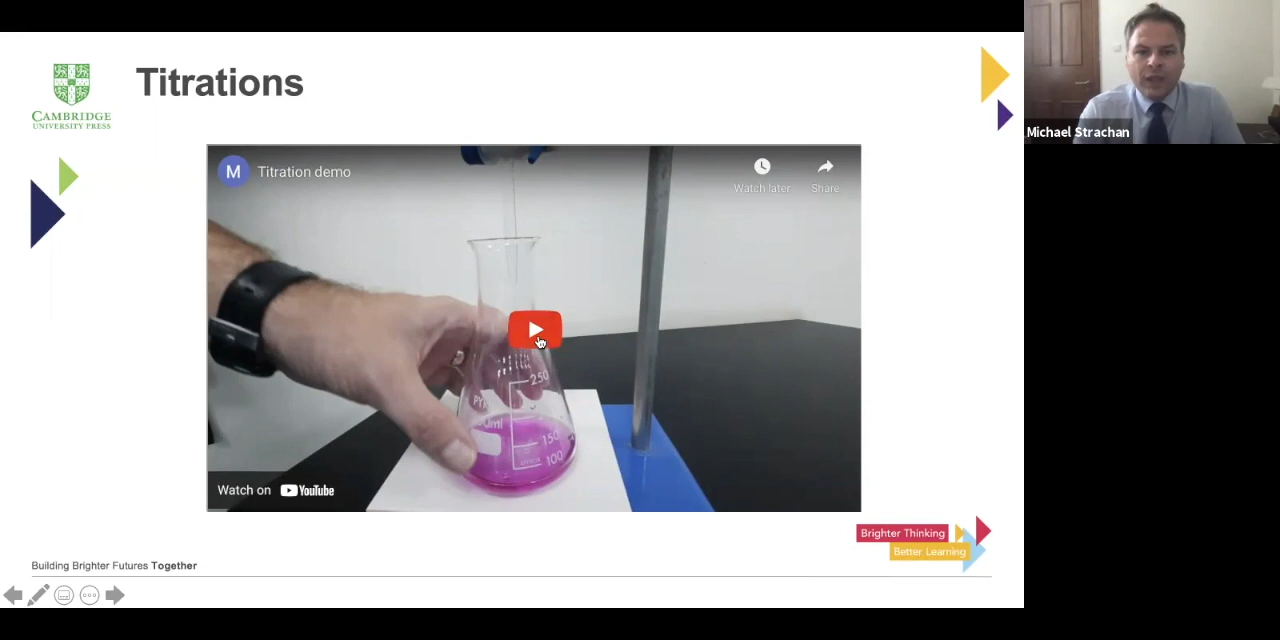 Titrations
CAMBRIDGE
UNIVERSITY PRESS
Michael Strachan
M
Titration demo
Watch later
Share
250
150
100
Watch on YouTube
Brighter Thinking
Better Learning
Building Brighter Futures Together